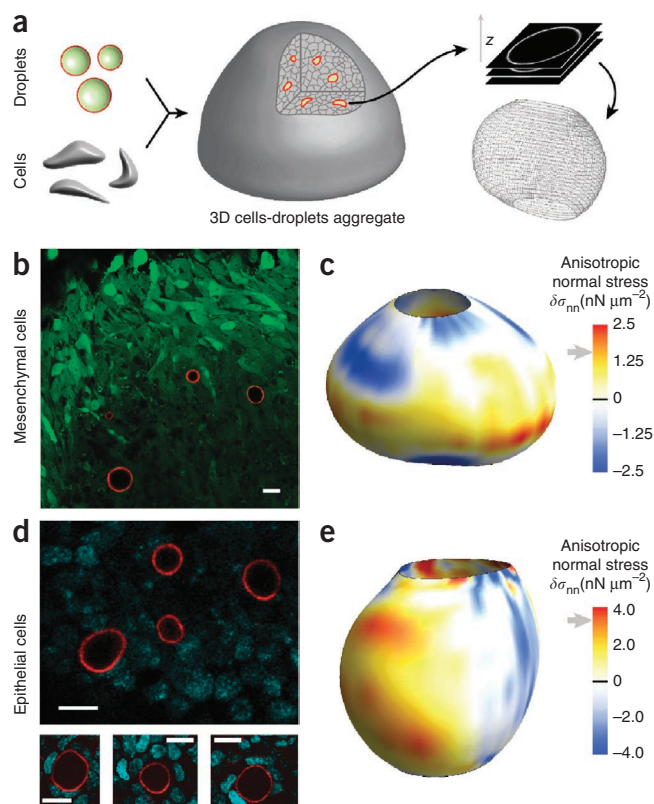 a
Droplets
Cells
3D cells-droplets aggregate
z
b
Mesenchymal cells
c
Anisotropic
normal stress
δσnn(nN μm−2)
2.5
1.25
0
−1.25
−2.5
d
Epithelial cells
e
Anisotropic
normal stress
δσnn(nN μm−2)
4.0
2.0
0
−2.0
−4.0